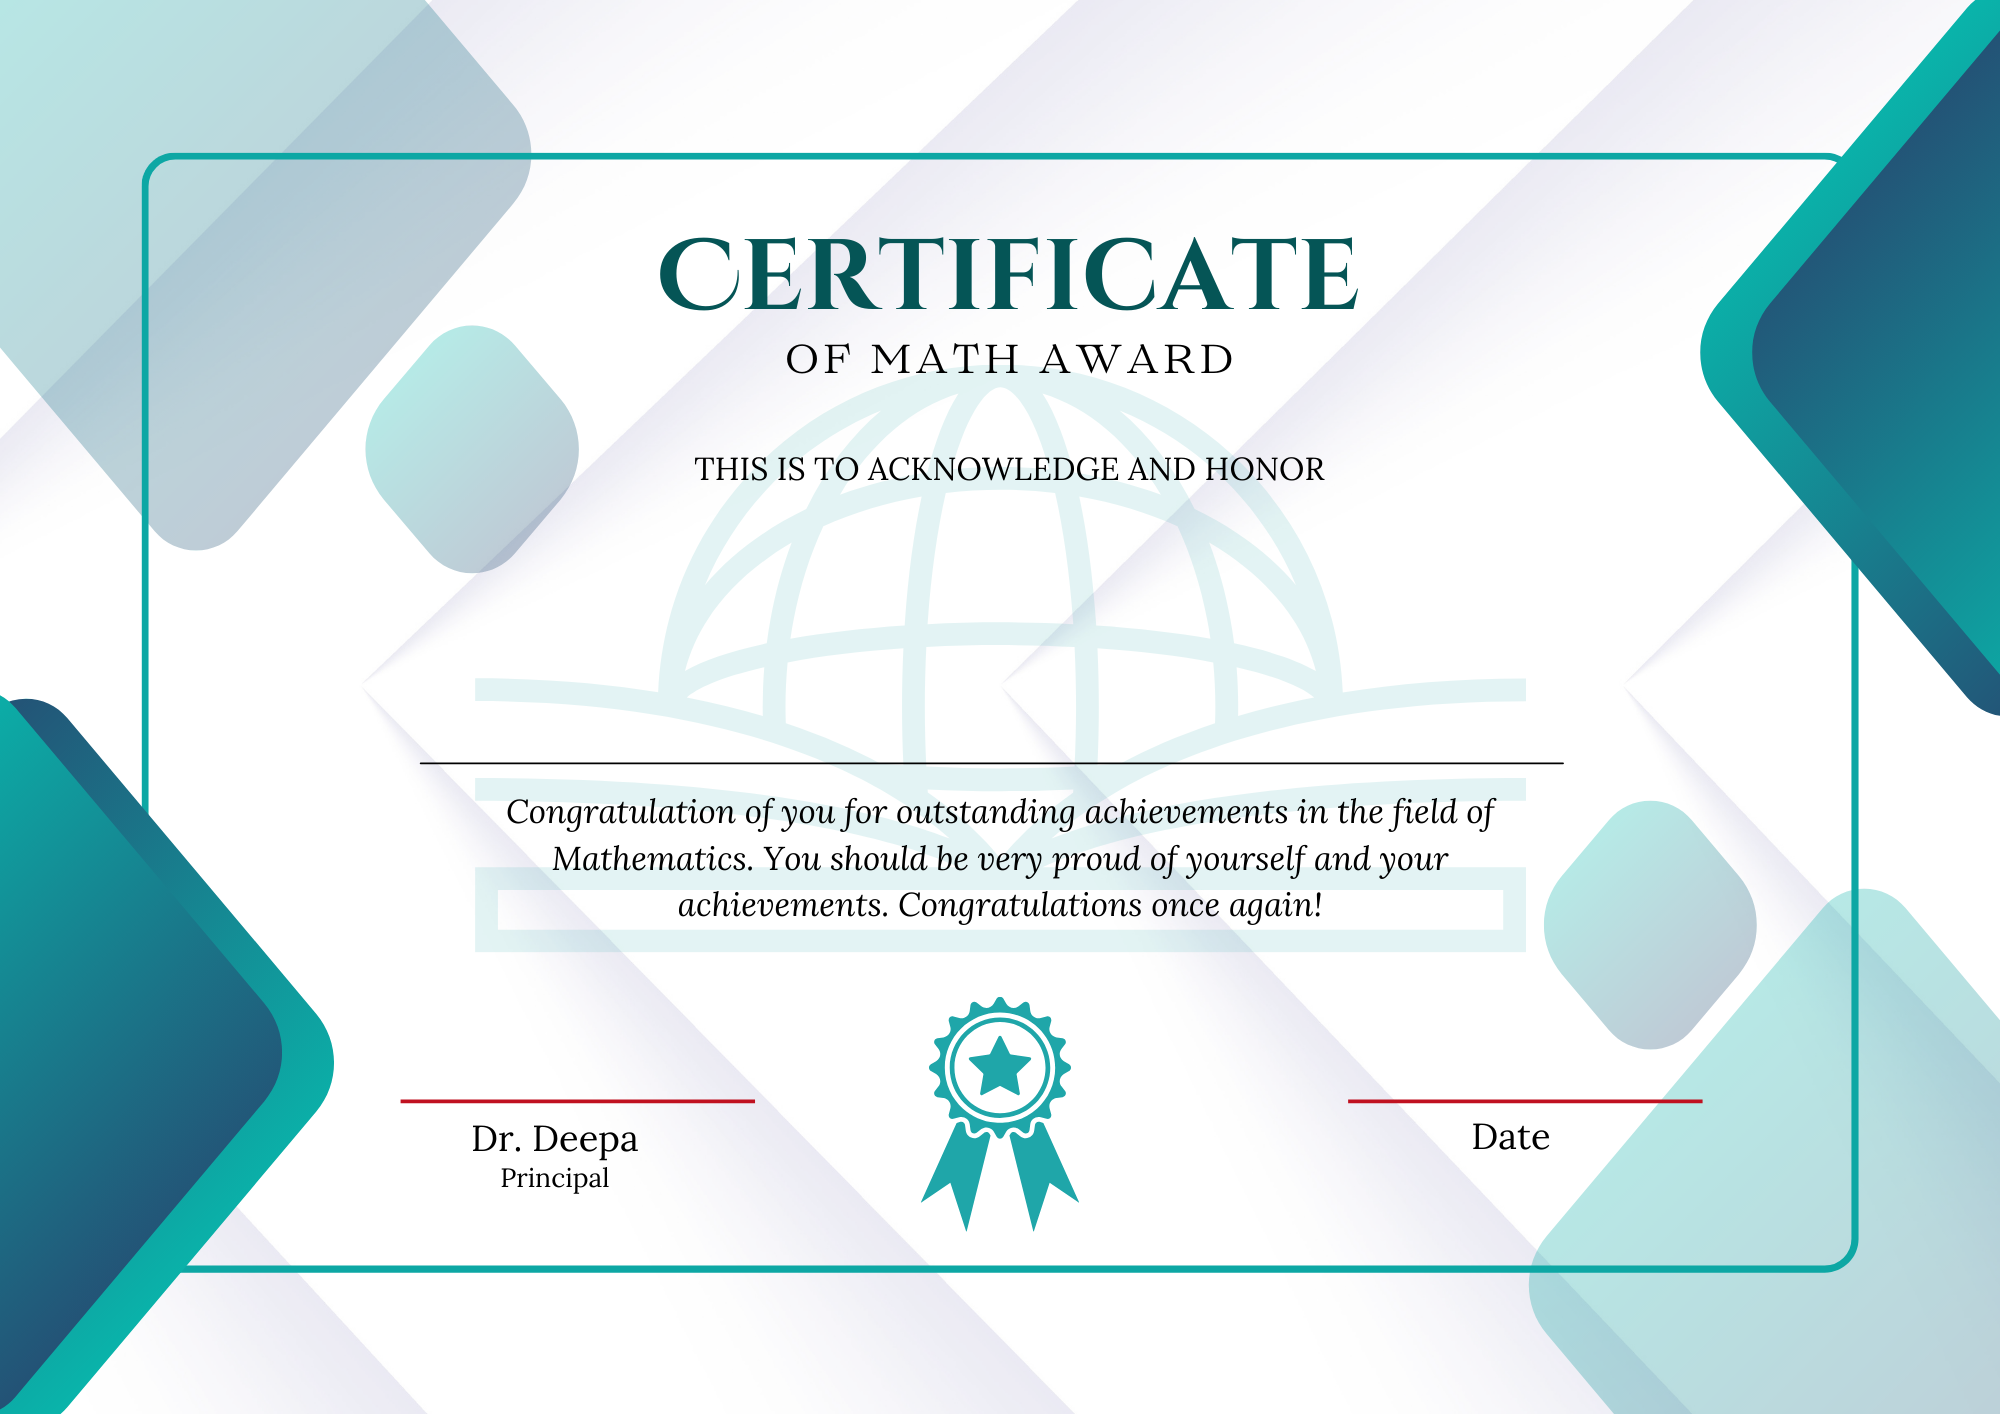 CERTIFICATE
OF MATH AWARD
THIS IS TO ACKNOWLEDGE AND HONOR
Congratulation of you for outstanding achievements in the field of
Mathematics. You should be very proud of yourself and your
achievements. Congratulations once again!
Dr. Deepa
Principal
Date